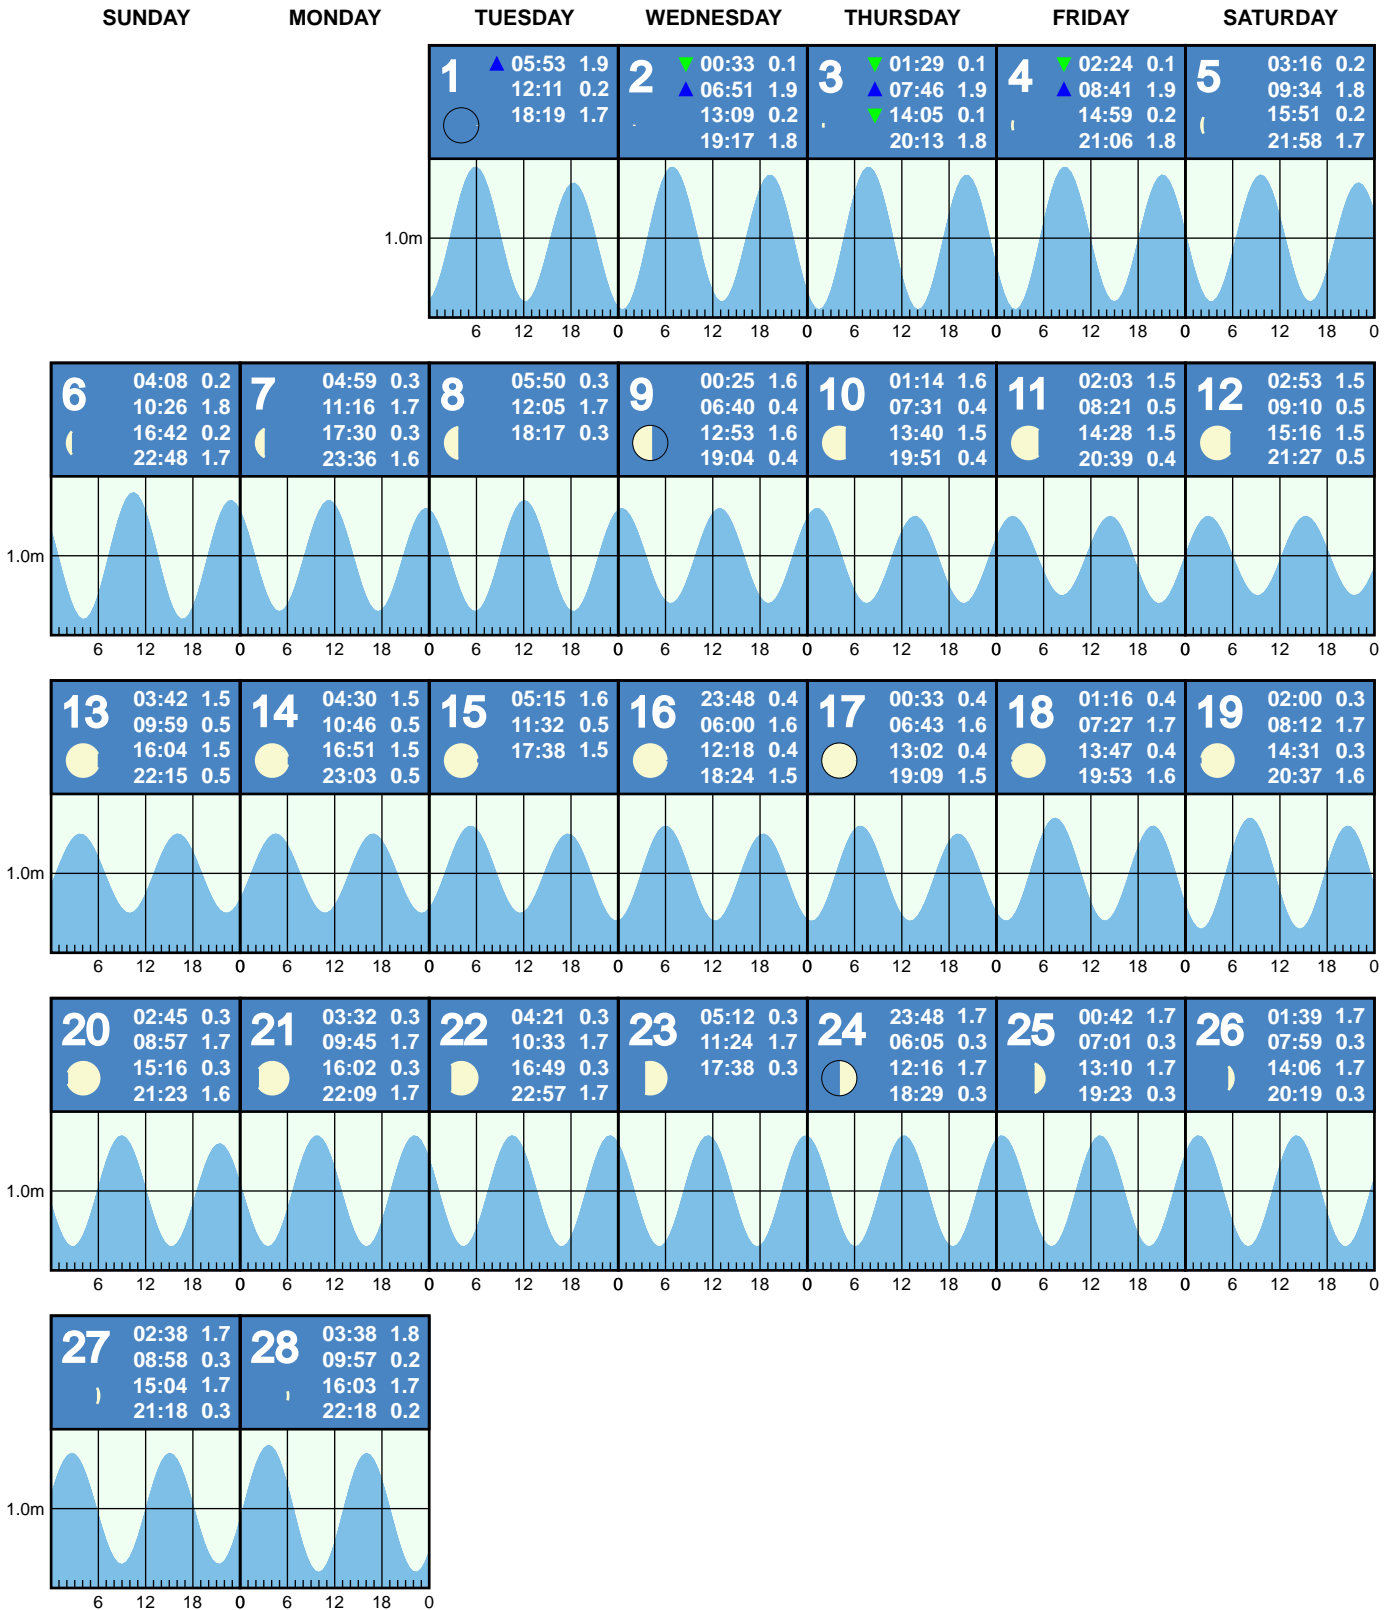 SUNDAY MONDAY TUESDAY WEDNESDAY THURSDAY FRIDAY SATURDAY
1 05:53 1.9
12:11 0.2
18:19 1.7
2 00:33 0.1
06:51 1.9
13:09 0.2
19:17 1.8
3 01:29 0.1
07:46 1.9
14:05 0.1
20:13 1.8
4 02:24 0.1
08:41 1.9
14:59 0.2
21:06 1.8
5 03:16 0.2
09:34 1.8
15:51 0.2
21:58 1.7
1.0m
6 12 18 0 6 12 18 0 6 12 18 0 6 12 18 0 6 12 18 0
6 04:08 0.2
10:26 1.8
16:42 0.2
22:48 1.7
7 04:59 0.3
11:16 1.7
17:30 0.3
23:36 1.6
8 05:50 0.3
12:05 1.7
18:17 0.3
9 00:25 1.6
06:40 0.4
12:53 1.6
19:04 0.4
10 01:14 1.6
07:31 0.4
13:40 1.5
19:51 0.4
11 02:03 1.5
08:21 0.5
14:28 1.5
20:39 0.4
12 02:53 1.5
09:10 0.5
15:16 1.5
21:27 0.5
1.0m
6 12 18 0 6 12 18 0 6 12 18 0 6 12 18 0 6 12 18 0 6 12 18 0 6 12 18 0
13 03:42 1.5
09:59 0.5
16:04 1.5
22:15 0.5
14 04:30 1.5
10:46 0.5
16:51 1.5
23:03 0.5
15 05:15 1.6
11:32 0.5
17:38 1.5
16 23:48 0.4
06:00 1.6
12:18 0.4
18:24 1.5
17 00:33 0.4
06:43 1.6
13:02 0.4
19:09 1.5
18 01:16 0.4
07:27 1.7
13:47 0.4
19:53 1.6
19 02:00 0.3
08:12 1.7
14:31 0.3
20:37 1.6
1.0m
6 12 18 0 6 12 18 0 6 12 18 0 6 12 18 0 6 12 18 0 6 12 18 0 6 12 18 0
20 02:45 0.3
08:57 1.7
15:16 0.3
21:23 1.6
21 03:32 0.3
09:45 1.7
16:02 0.3
22:09 1.7
22 04:21 0.3
10:33 1.7
16:49 0.3
22:57 1.7
23 05:12 0.3
11:24 1.7
17:38 0.3
24 23:48 1.7
06:05 0.3
12:16 1.7
18:29 0.3
25 00:42 1.7
07:01 0.3
13:10 1.7
19:23 0.3
26 01:39 1.7
07:59 0.3
14:06 1.7
20:19 0.3
1.0m
6 12 18 0 6 12 18 0 6 12 18 0 6 12 18 0 6 12 18 0 6 12 18 0 6 12 18 0
27 02:38 1.7
08:58 0.3
15:04 1.7
21:18 0.3
28 03:38 1.8
09:57 0.2
16:03 1.7
22:18 0.2
1.0m
6 12 18 0 6 12 18 0